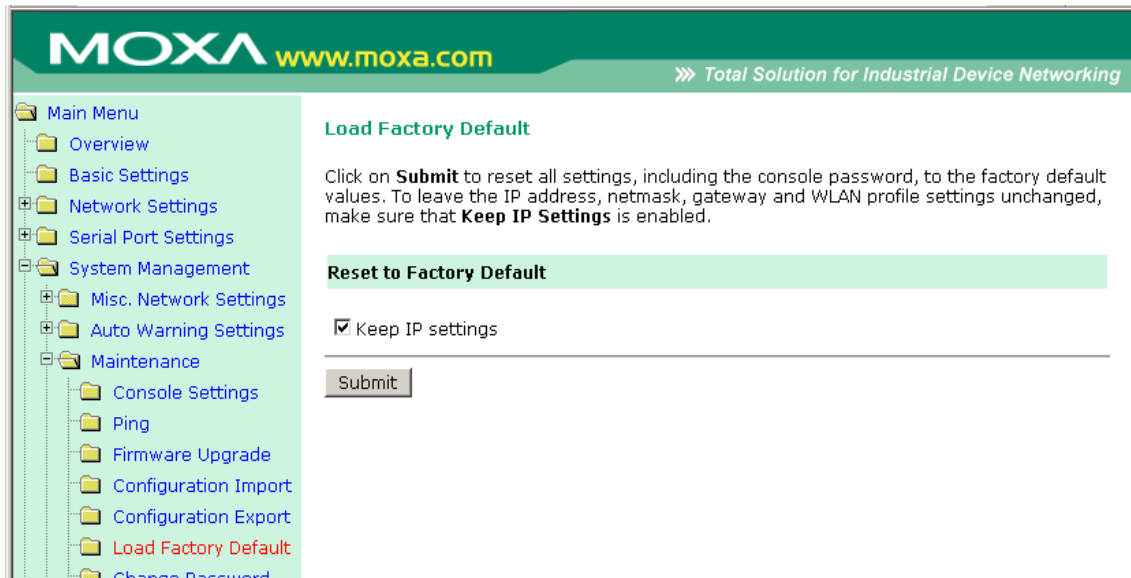 MOXA www.moxa.com
Total Solution for Industrial Device Networking
Main Menu
Overview
Basic Settings
Network Settings
Serial Port Settings
System Management
Misc. Network Settings
Auto Warning Settings
Maintenance
Console Settings
Ping
Firmware Upgrade
Configuration Import
Configuration Export
Load Factory Default
Change Password
Load Factory Default
Click on Submit to reset all settings, including the console password, to the factory default
values. To leave the IP address, netmask, gateway and WLAN profile settings unchanged,
make sure that Keep IP Settings is enabled.
Reset to Factory Default
Keep IP settings
Submit